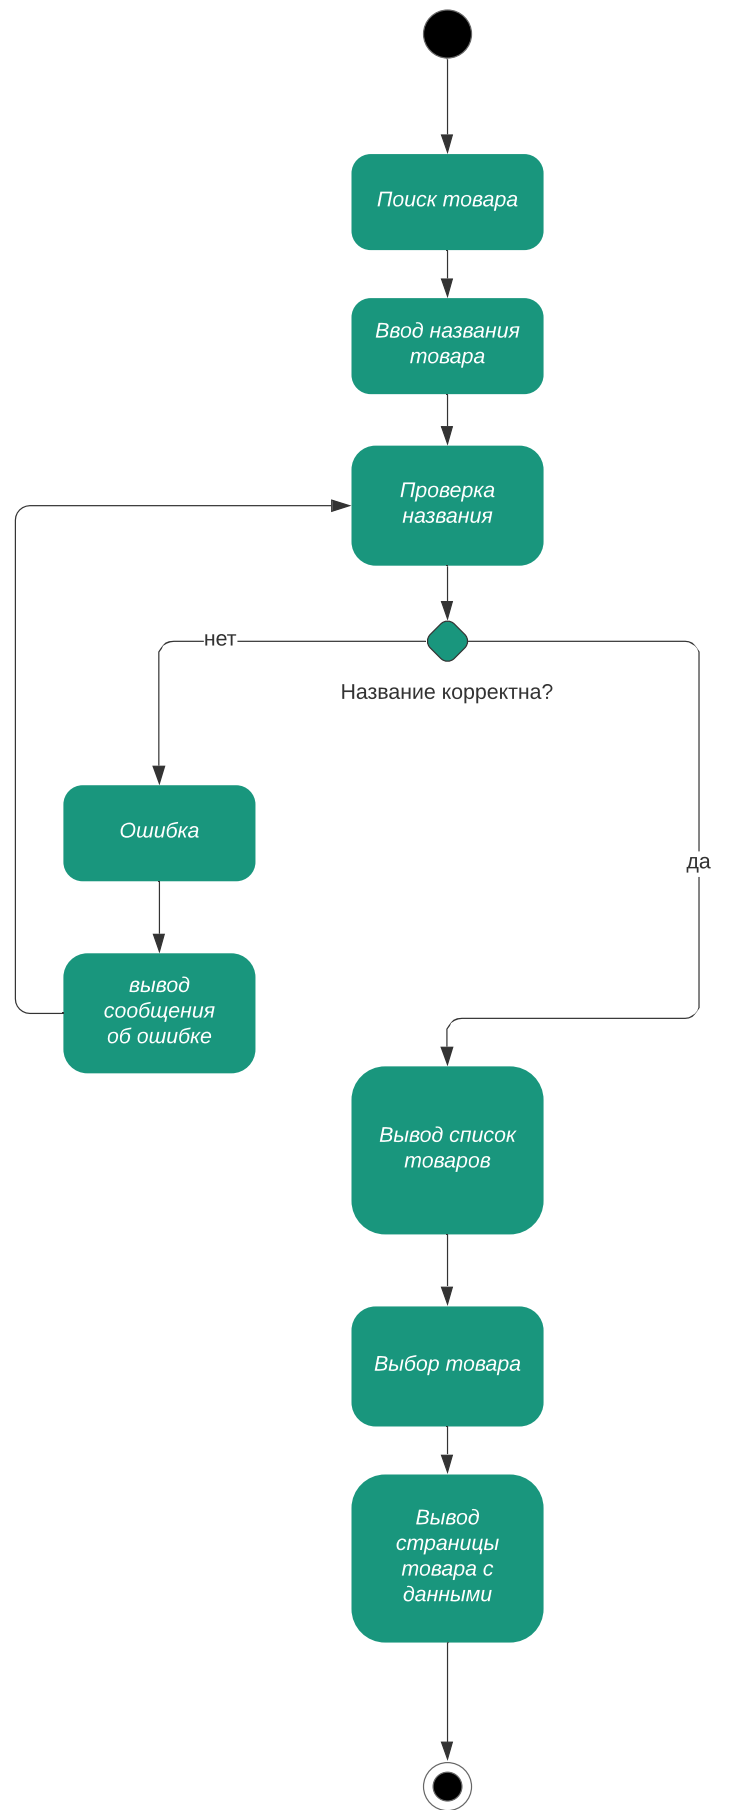 Поиск товара
Ввод названия
товара
Проверка
названия
нет
Название корректна?
Ошибка
да
вывод
сообщения
об ошибке
Вывод список
товаров
Выбор товара
Вывод
страницы
товара с
данными